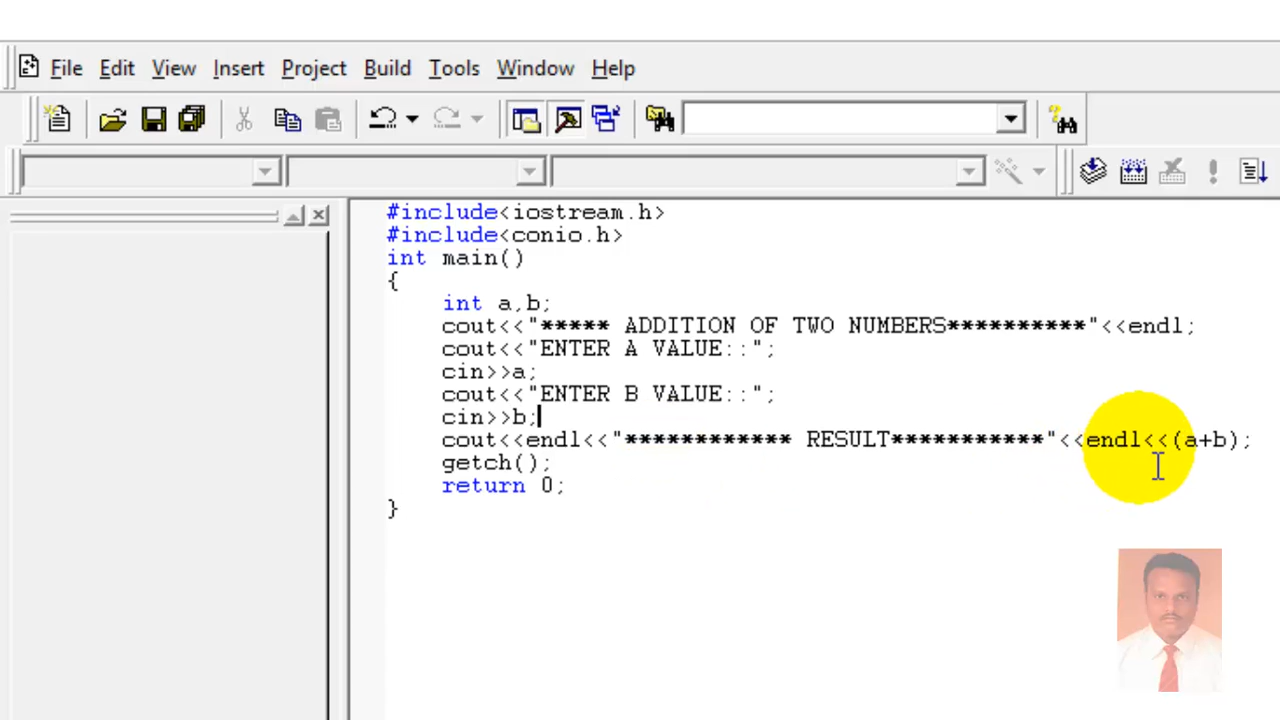 File Edit View Insert Project Build Tools Window Help
#include<iostream.h>
#include<conio.h>
int main()
{
int a,b;
cout<<"***** ADDITION OF TWO NUMBERS**********"<<endl;
cout<<"ENTER A VALUE::";
cin>>a;
cout<<"ENTER B VALUE::";
cin>>b;
cout<<endl<<"************ RESULT***********"<<endl<<(a+b);
getch();
return 0;
}